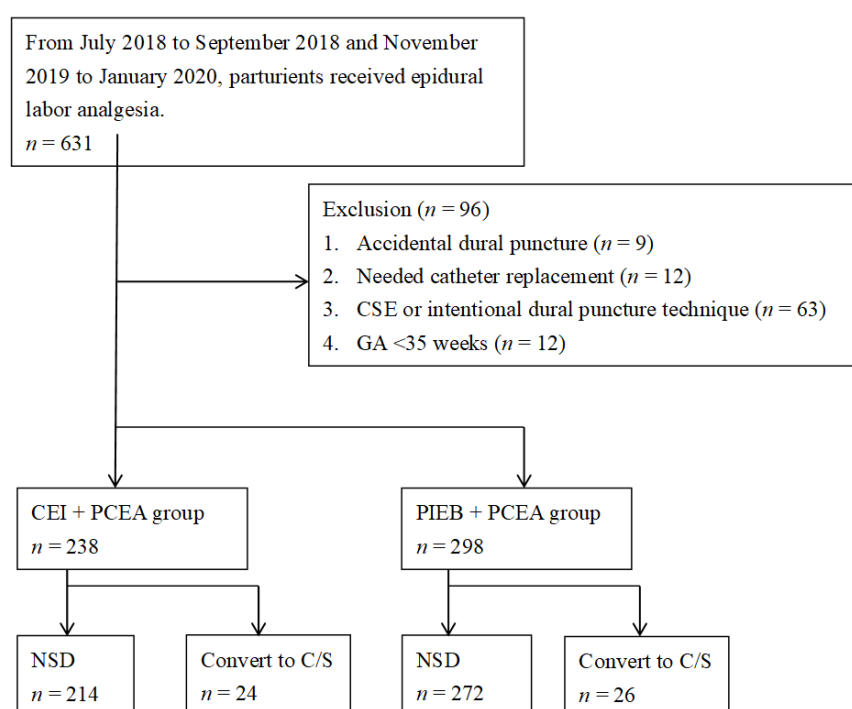 From July 2018 to September 2018 and November
2019 to January 2020, parturients received epidural
labor analgesia.
n = 631
Exclusion (n = 96)
1. Accidental dural puncture (n = 9)
2. Needed catheter replacement (n = 12)
3. CSE or intentional dural puncture technique (n = 63)
4. GA <35 weeks (n = 12)
CEI + PCEA group
n = 238
PIEB + PCEA group
n = 298
NSD
n = 214
Convert to C/S
n = 24
NSD
n = 272
Convert to C/S
n = 26